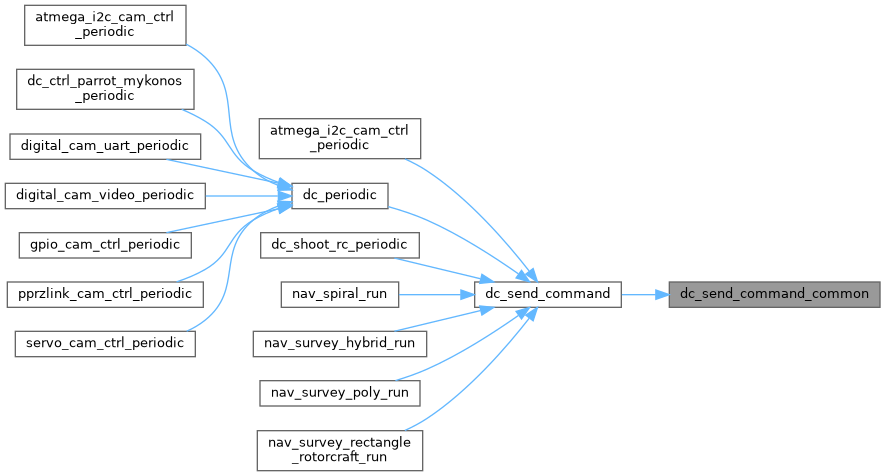 atmega_i2c_cam_ctrl
_periodic
dc_ctrl_parrot_mykonos
_periodic
digital_cam_uart_periodic
digital_cam_video_periodic
gpio_cam_ctrl_periodic
pprzlink_cam_ctrl_periodic
servo_cam_ctrl_periodic
dc_periodic
atmega_i2c_cam_ctrl
_periodic
dc_shoot_rc_periodic
nav_spiral_run
nav_survey_hybrid_run
nav_survey_poly_run
nav_survey_rectangle
_rotorcraft_run
dc_send_command
dc_send_command_common